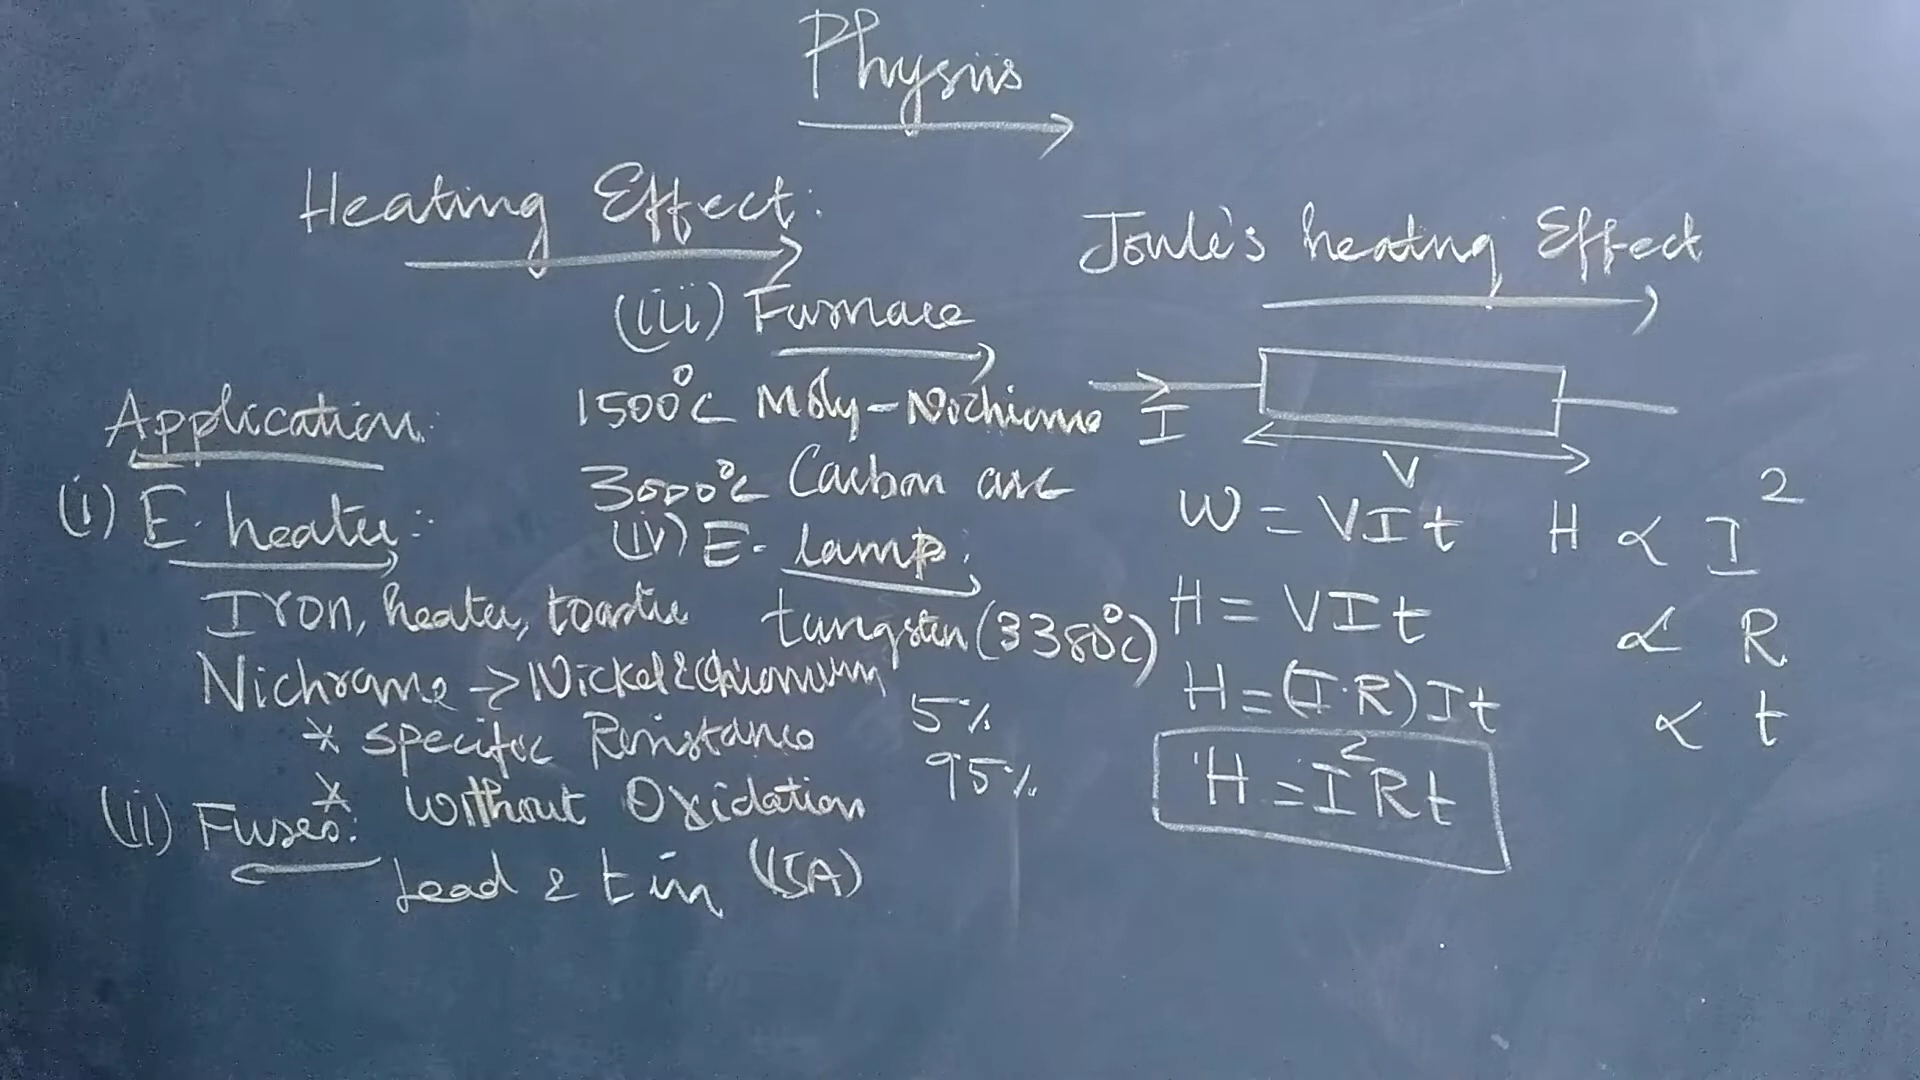 Physics
Heating Effect:
Application:
(i) E. heater:
Iron, heater, toaster
Nichrome → Nickel & Chromium
* Specific Resistance
* Without Oxidation
(ii) Fuses:
Lead & tin (15A)
(iii) Furnace
1500°C Moly-Nichrome
3000°C Carbon arc
(iv) E. lamp:
tungsten (3380°C)
5%
95%
Joule's heating Effect
I
V
W = VIt
H = VIt
H = (I·R)It
H = I²Rt
H ∝ I²
∝ R
∝ t